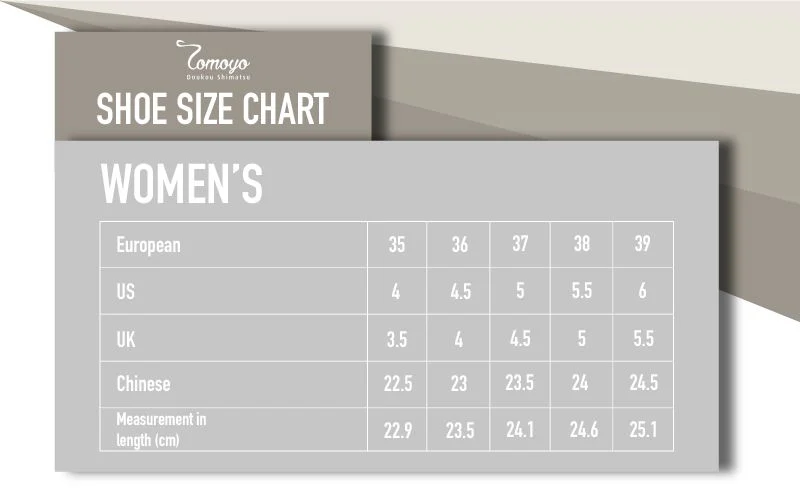 Tomoyo
Doukou Shimatsu
SHOE SIZE CHART
WOMEN'S
European 35 36 37 38 39
US 4 4.5 5 5.5 6
UK 3.5 4 4.5 5 5.5
Chinese 22.5 23 23.5 24 24.5
Measurement in
length (cm) 22.9 23.5 24.1 24.6 25.1